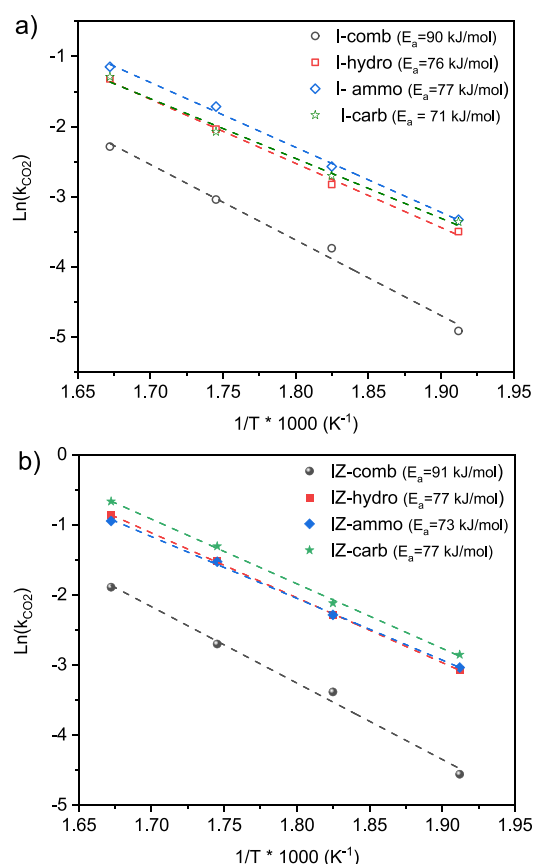 a)
I-comb (Ea=90 kJ/mol)
I-hydro (Ea=76 kJ/mol)
I- ammo (Ea=77 kJ/mol)
I-carb (Ea = 71 kJ/mol)
-1
-2
-3
-4
-5
Ln(kCO2)
1.65 1.70 1.75 1.80 1.85 1.90 1.95
1/T * 1000 (K-1)
b)
IZ-comb (Ea=91 kJ/mol)
IZ-hydro (Ea=77 kJ/mol)
IZ-ammo (Ea=73 kJ/mol)
IZ-carb (Ea=77 kJ/mol)
0
-1
-2
-3
-4
-5
Ln(kCO2)
1.65 1.70 1.75 1.80 1.85 1.90 1.95
1/T * 1000 (K-1)